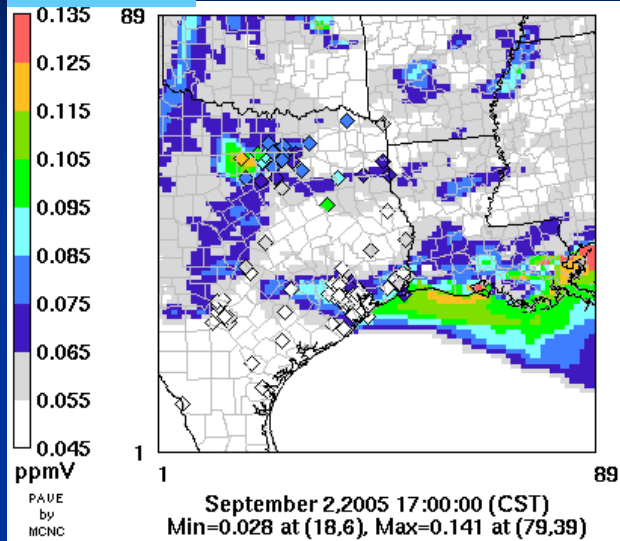 0.135
0.125
0.115
0.105
0.095
0.085
0.075
0.065
0.055
0.045
ppmV
PAVE
by
MCNC
89
1
1
89
September 2,2005 17:00:00 (CST)
Min=0.028 at (18,6), Max=0.141 at (79,39)